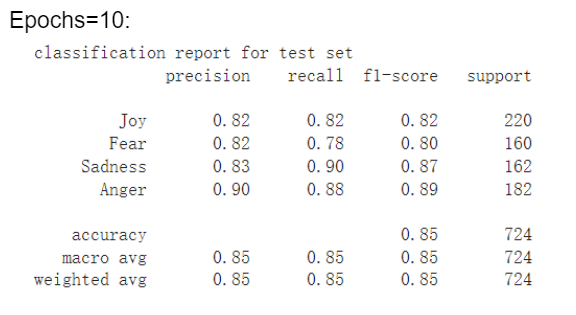 Epochs=10:
classification report for test set
precision recall f1-score support
Joy 0.82 0.82 0.82 220
Fear 0.82 0.78 0.80 160
Sadness 0.83 0.90 0.87 162
Anger 0.90 0.88 0.89 182
accuracy 0.85 724
macro avg 0.85 0.85 0.85 724
weighted avg 0.85 0.85 0.85 724